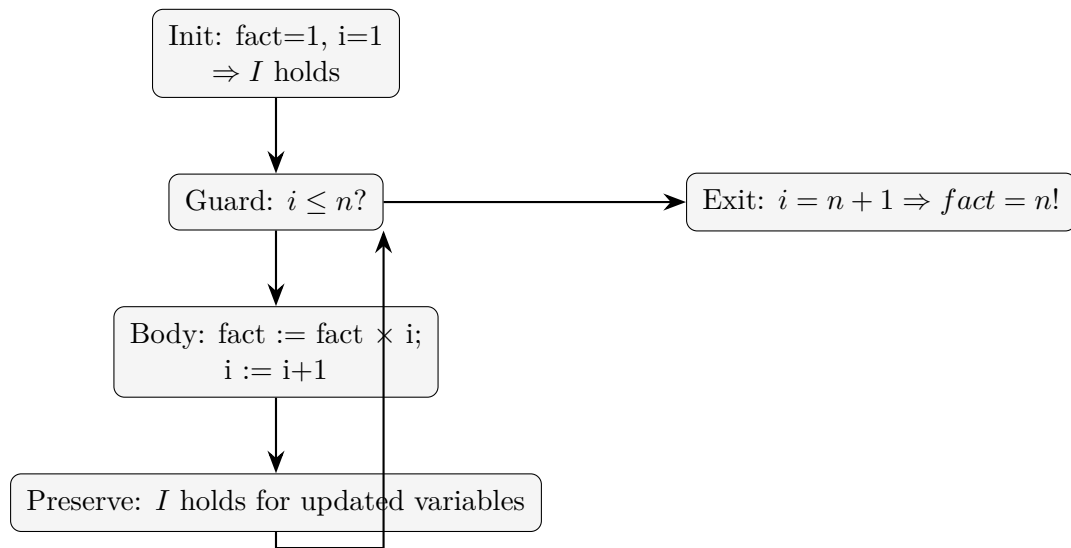 Init: fact=1, i=1
⇒ I holds
Guard: i ≤ n?
Exit: i = n + 1 ⇒ fact = n!
Body: fact := fact × i;
i := i+1
Preserve: I holds for updated variables